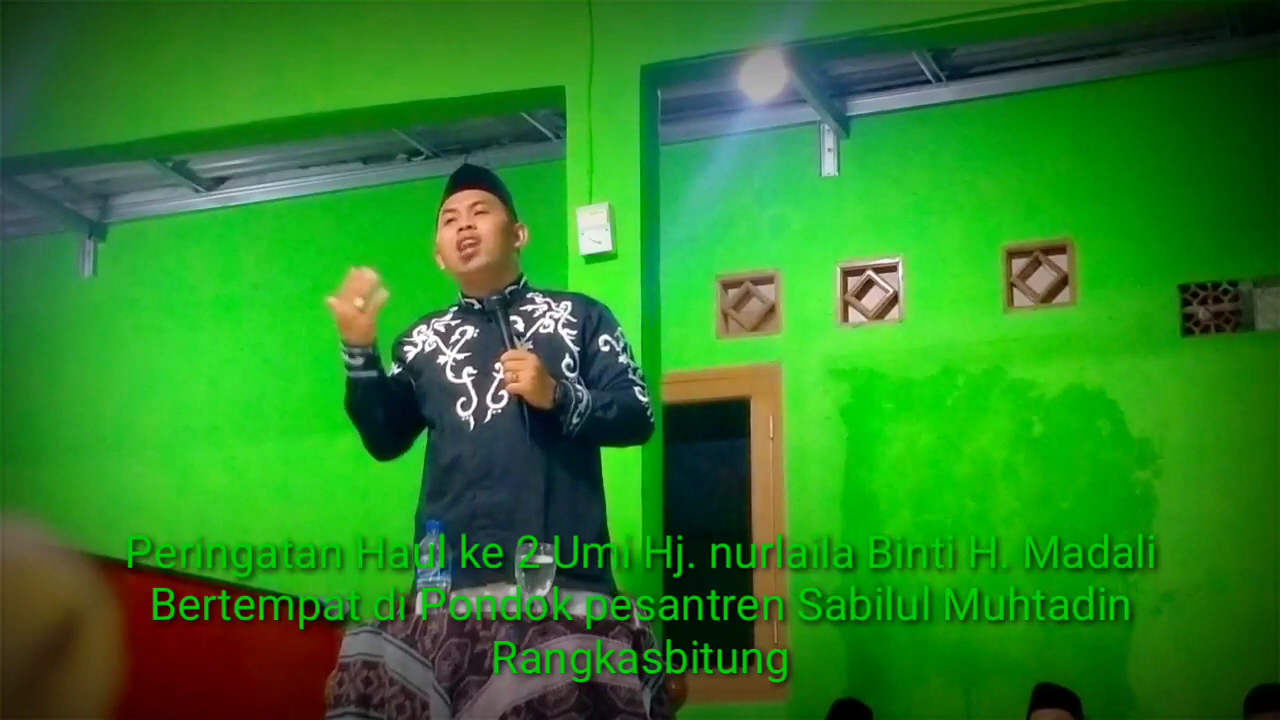 Peringatan Haul ke 2 Umi Hj. nurlaila Binti H. Madali
Bertempat di Pondok pesantren Sabilul Muhtadin
Rangkasbitung